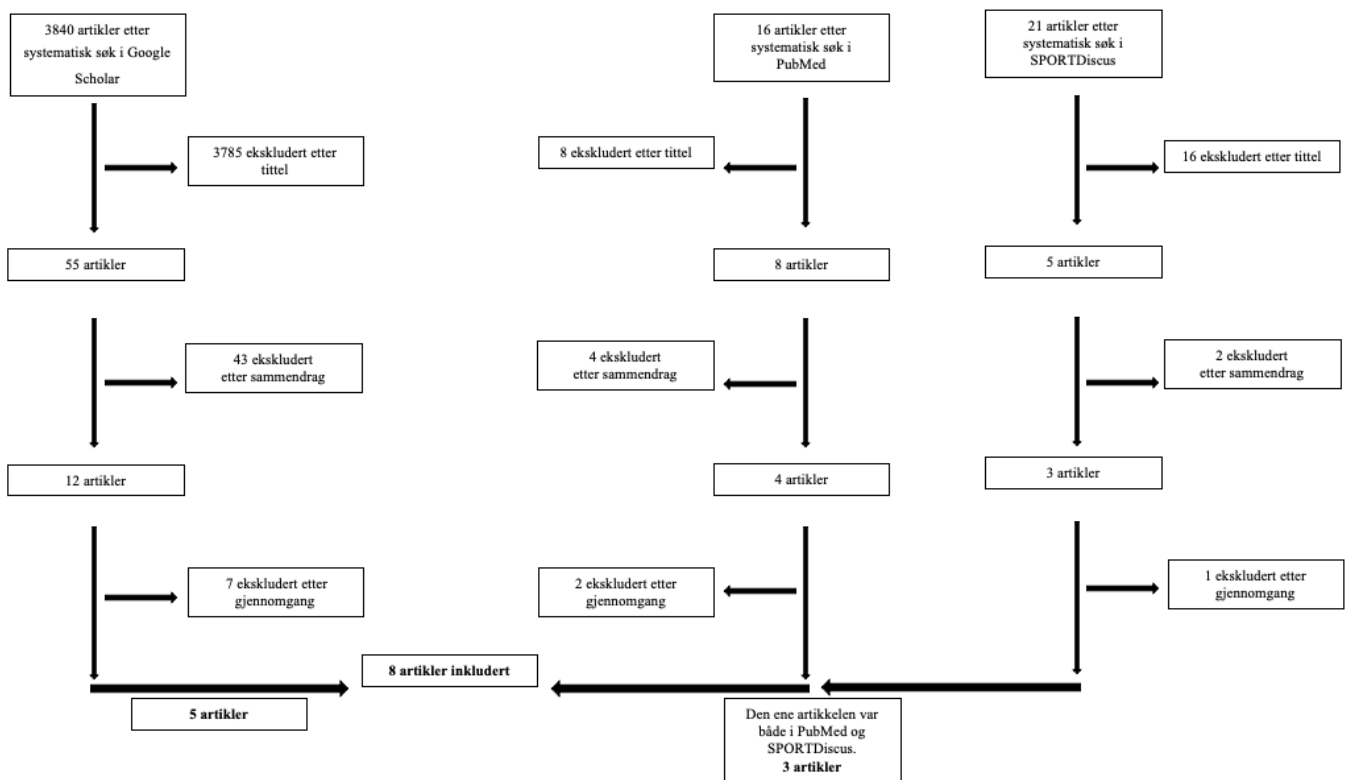 3840 artikler etter
systematisk søk i Google
Scholar
16 artikler etter
systematisk søk i
PubMed
21 artikler etter
systematisk søk i
SPORTDiscus
3785 ekskludert etter
tittel
8 ekskludert etter tittel
16 ekskludert etter tittel
55 artikler
8 artikler
5 artikler
43 ekskludert
etter sammendrag
4 ekskludert
etter sammendrag
2 ekskludert
etter sammendrag
12 artikler
4 artikler
3 artikler
7 ekskludert etter
gjennomgang
2 ekskludert etter
gjennomgang
1 ekskludert etter
gjennomgang
8 artikler inkludert
5 artikler
Den ene artikkelen var
både i PubMed og
SPORTDiscus.
3 artikler